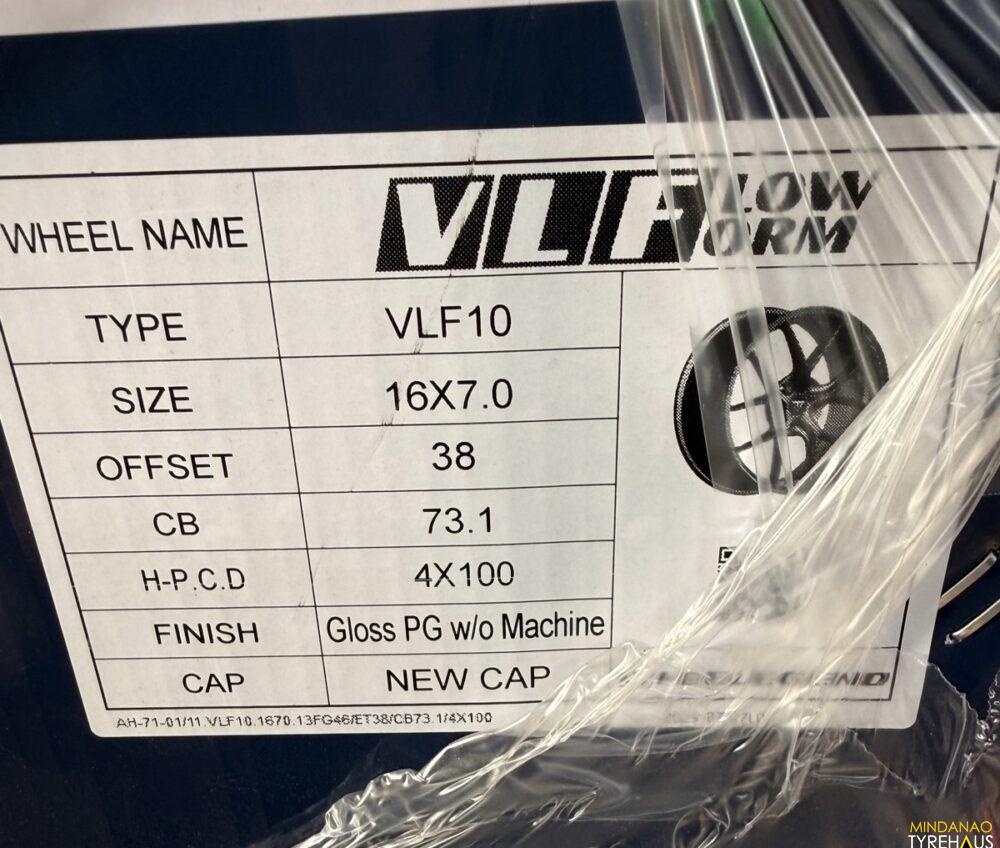 WHEEL NAME VLF FLOW FORM
TYPE VLF10
SIZE 16X7.0
OFFSET 38
CB 73.1
H-P.C.D 4X100
FINISH Gloss PG w/o Machine
CAP NEW CAP
AH-71-01/11.VLF10.1670.13FG46/ET38/CB73.1/4X100
MINDANAO
TYREHAUS